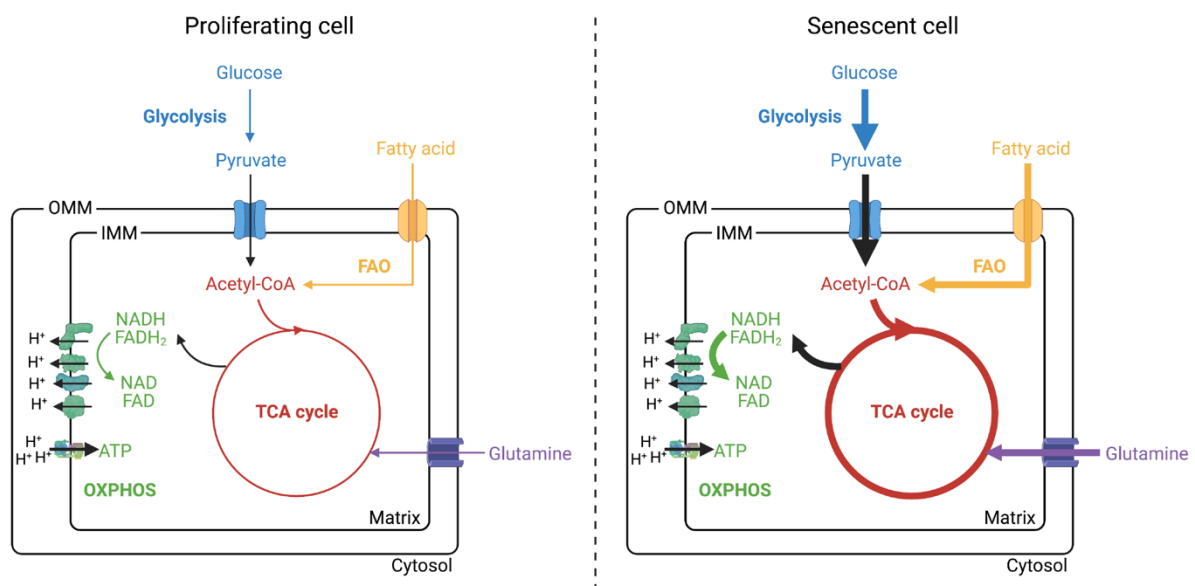 Proliferating cell
Glucose
Glycolysis
Pyruvate
Fatty acid
OMM
IMM
FAO
Acetyl-CoA
NADH
FADH₂
H⁺
H⁺
H⁺
H⁺
NAD
FAD
TCA cycle
H⁺
H⁺ H⁺
ATP
Glutamine
OXPHOS
Matrix
Cytosol
Senescent cell
Glucose
Glycolysis
Pyruvate
Fatty acid
OMM
IMM
FAO
Acetyl-CoA
NADH
FADH₂
H⁺
H⁺
H⁺
H⁺
NAD
FAD
TCA cycle
H⁺
H⁺ H⁺
ATP
Glutamine
OXPHOS
Matrix
Cytosol